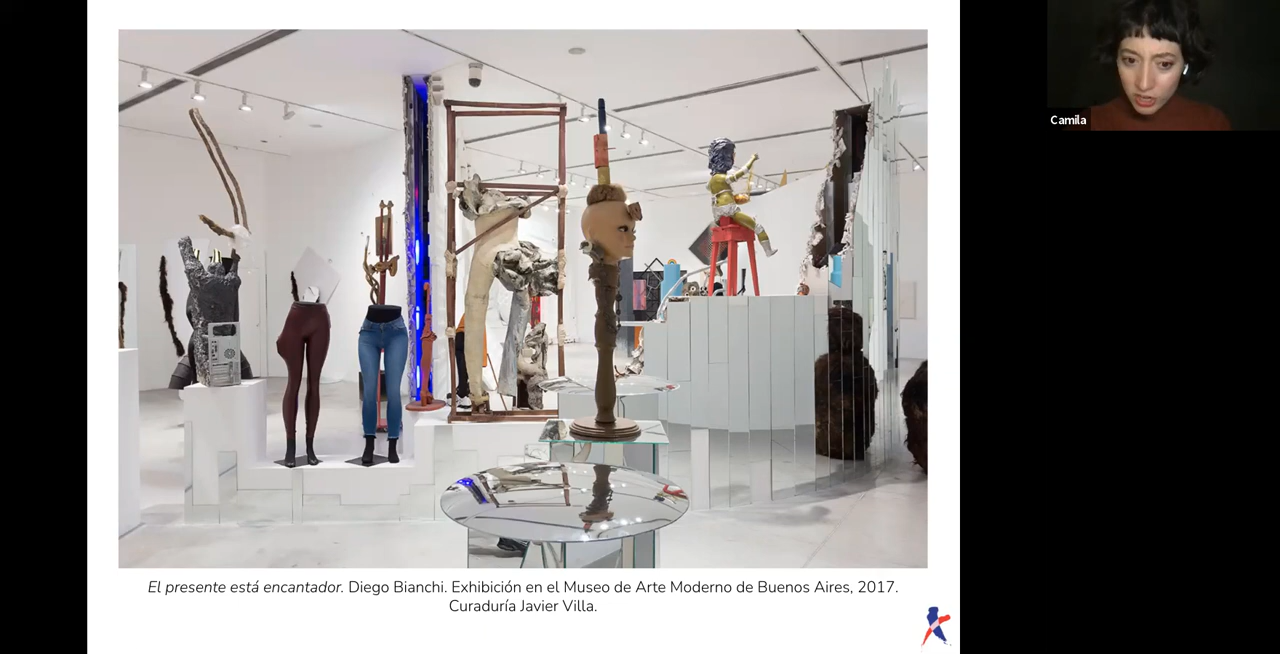 Camila
El presente está encantador. Diego Bianchi. Exhibición en el Museo de Arte Moderno de Buenos Aires, 2017.
Curaduría Javier Villa.